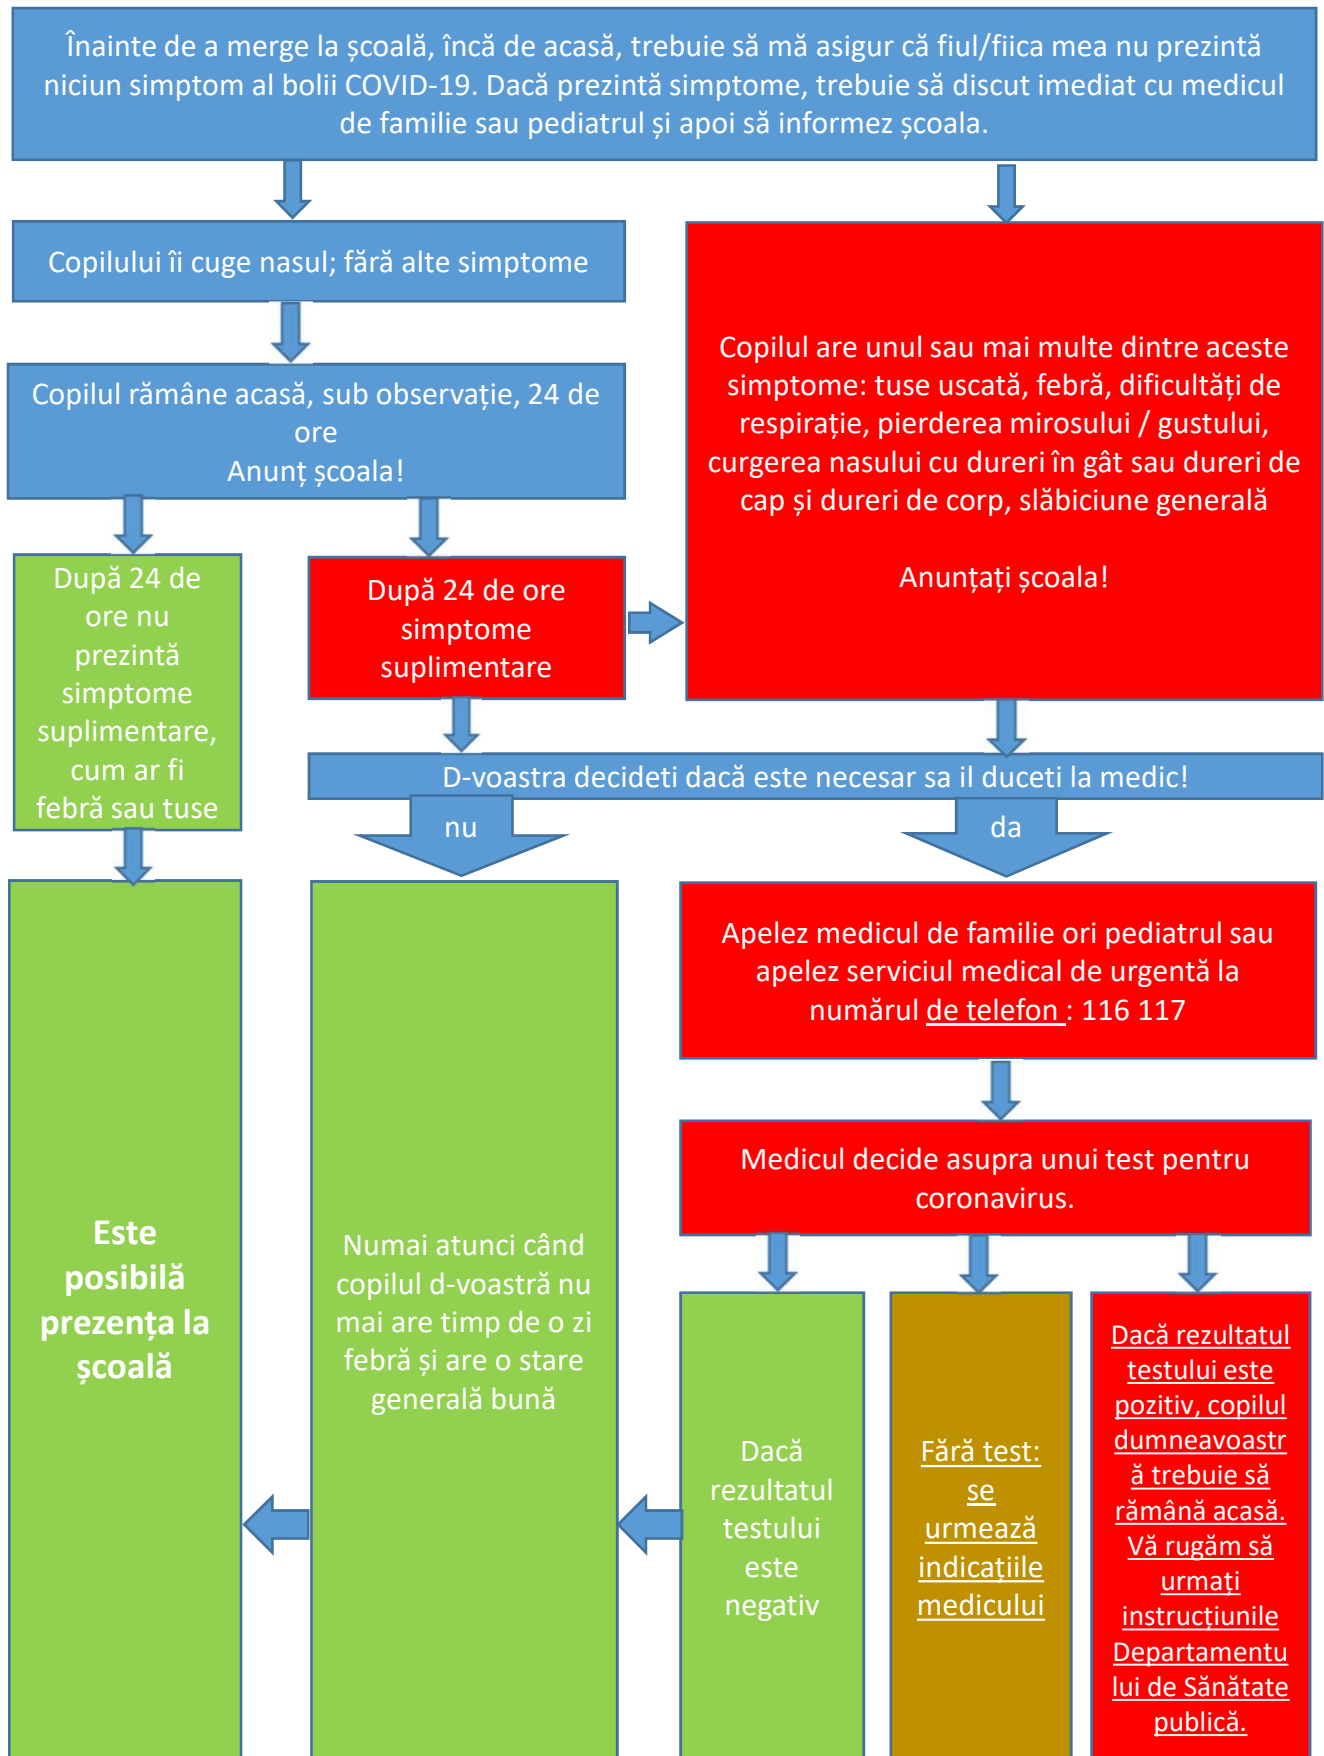 Înainte de a merge la școală, încă de acasă, trebuie să mă asigur că fiul/fiica mea nu prezintă
niciun simptom al bolii COVID-19. Dacă prezintă simptome, trebuie să discut imediat cu medicul
de familie sau pediatrul și apoi să informez școala.
Copilului îi cuge nasul; fără alte simptome
Copilul rămâne acasă, sub observație, 24 de
ore
Anunț școala!
Copilul are unul sau mai multe dintre aceste
simptome: tuse uscată, febră, dificultăți de
respirație, pierderea mirosului / gustului,
curgerea nasului cu dureri în gât sau dureri de
cap și dureri de corp, slăbiciune generală
Anunțați școala!
După 24 de
ore nu
prezintă
simptome
suplimentare,
cum ar fi
febră sau tuse
După 24 de ore
simptome
suplimentare
D-voastra decideti dacă este necesar sa il duceti la medic!
nu
da
Este
posibilă
prezența la
școală
Numai atunci când
copilul d-voastră nu
mai are timp de o zi
febră și are o stare
generală bună
Apelez medicul de familie ori pediatrul sau
apelez serviciul medical de urgentă la
numărul de telefon : 116 117
Medicul decide asupra unui test pentru
coronavirus.
Dacă
rezultatul
testului
este
negativ
Fără test:
se
urmează
indicațiile
medicului
Dacă rezultatul
testului este
pozitiv, copilul
dumneavoastr
ă trebuie să
rămână acasă.
Vă rugăm să
urmați
instrucțiunile
Departamentu
lui de Sănătate
publică.